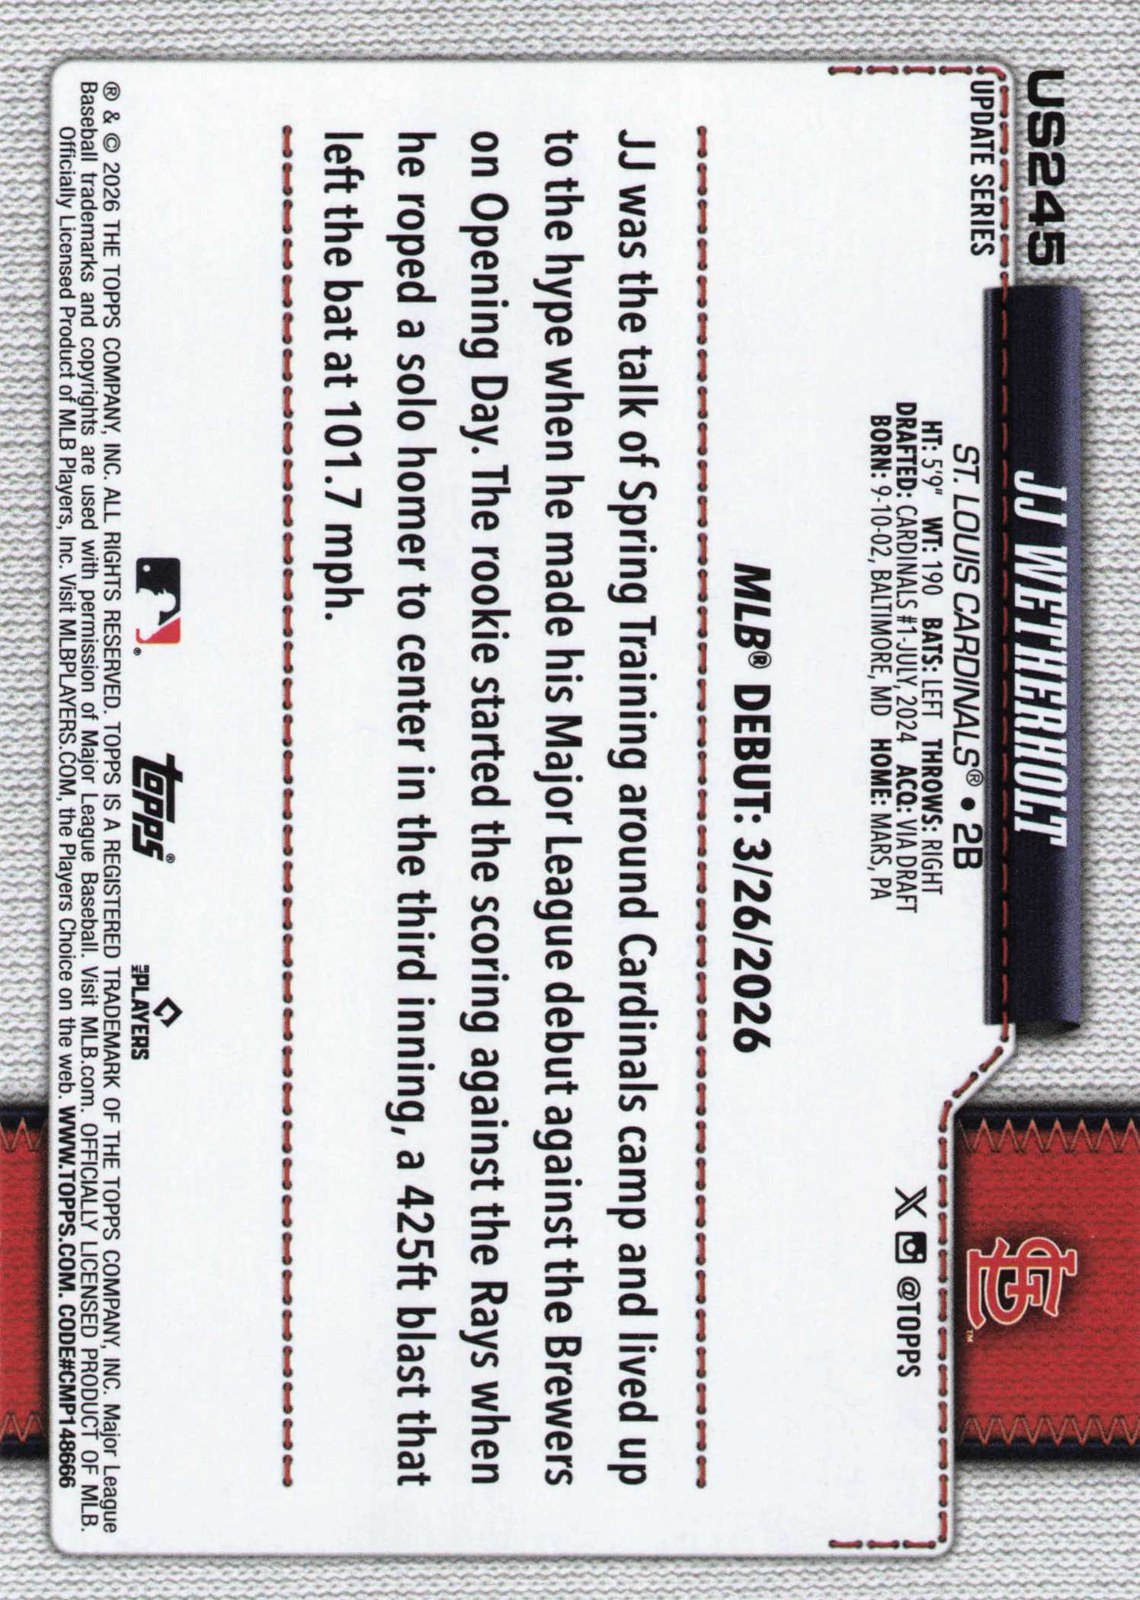 US245
UPDATE SERIES
JJ WETHERHOLT
ST. LOUIS CARDINALS® • 2B
HT: 5'9" WT: 190 BATS: LEFT THROWS: RIGHT
DRAFTED: CARDINALS #1-JULY, 2024 ACQ: VIA DRAFT
BORN: 9-10-02, BALTIMORE, MD HOME: MARS, PA
X @TOPPS
STL™
MLB® DEBUT: 3/26/2026
JJ was the talk of Spring Training around Cardinals camp and lived up
to the hype when he made his Major League debut against the Brewers
on Opening Day. The rookie started the scoring against the Rays when
he roped a solo homer to center in the third inning, a 425ft blast that
left the bat at 101.7 mph.
topps®
MLB PLAYERS
® & © 2026 THE TOPPS COMPANY, INC. ALL RIGHTS RESERVED. TOPPS IS A REGISTERED TRADEMARK OF THE TOPPS COMPANY, INC. Major League
Baseball trademarks and copyrights are used with permission of Major League Baseball. Visit MLB.com. OFFICIALLY LICENSED PRODUCT OF MLB.
Officially Licensed Product of MLB Players, Inc. Visit MLBPLAYERS.COM, the Players Choice on the web. WWW.TOPPS.COM. CODE#CMP148666